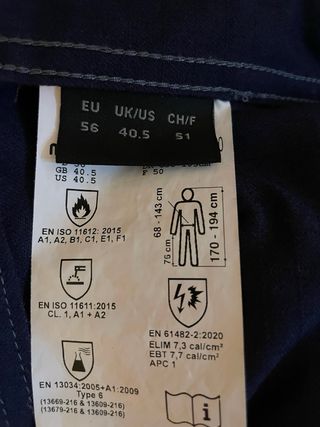 EU UK/US CH/F
56 40.5 51
GB 40.5
US 40.5
F 50
EN ISO 11612: 2015
A1, A2, B1, C1, E1, F1
68 - 143 cm
76 cm
170 - 194 cm
EN ISO 11611:2015
CL. 1, A1 + A2
EN 61482-2:2020
ELIM 7,3 cal/cm²
EBT 7,7 cal/cm²
APC 1
EN 13034:2005+A1:2009
Type 6
(13669-216 & 13609-216)
(13679-216 & 13609-216)
i